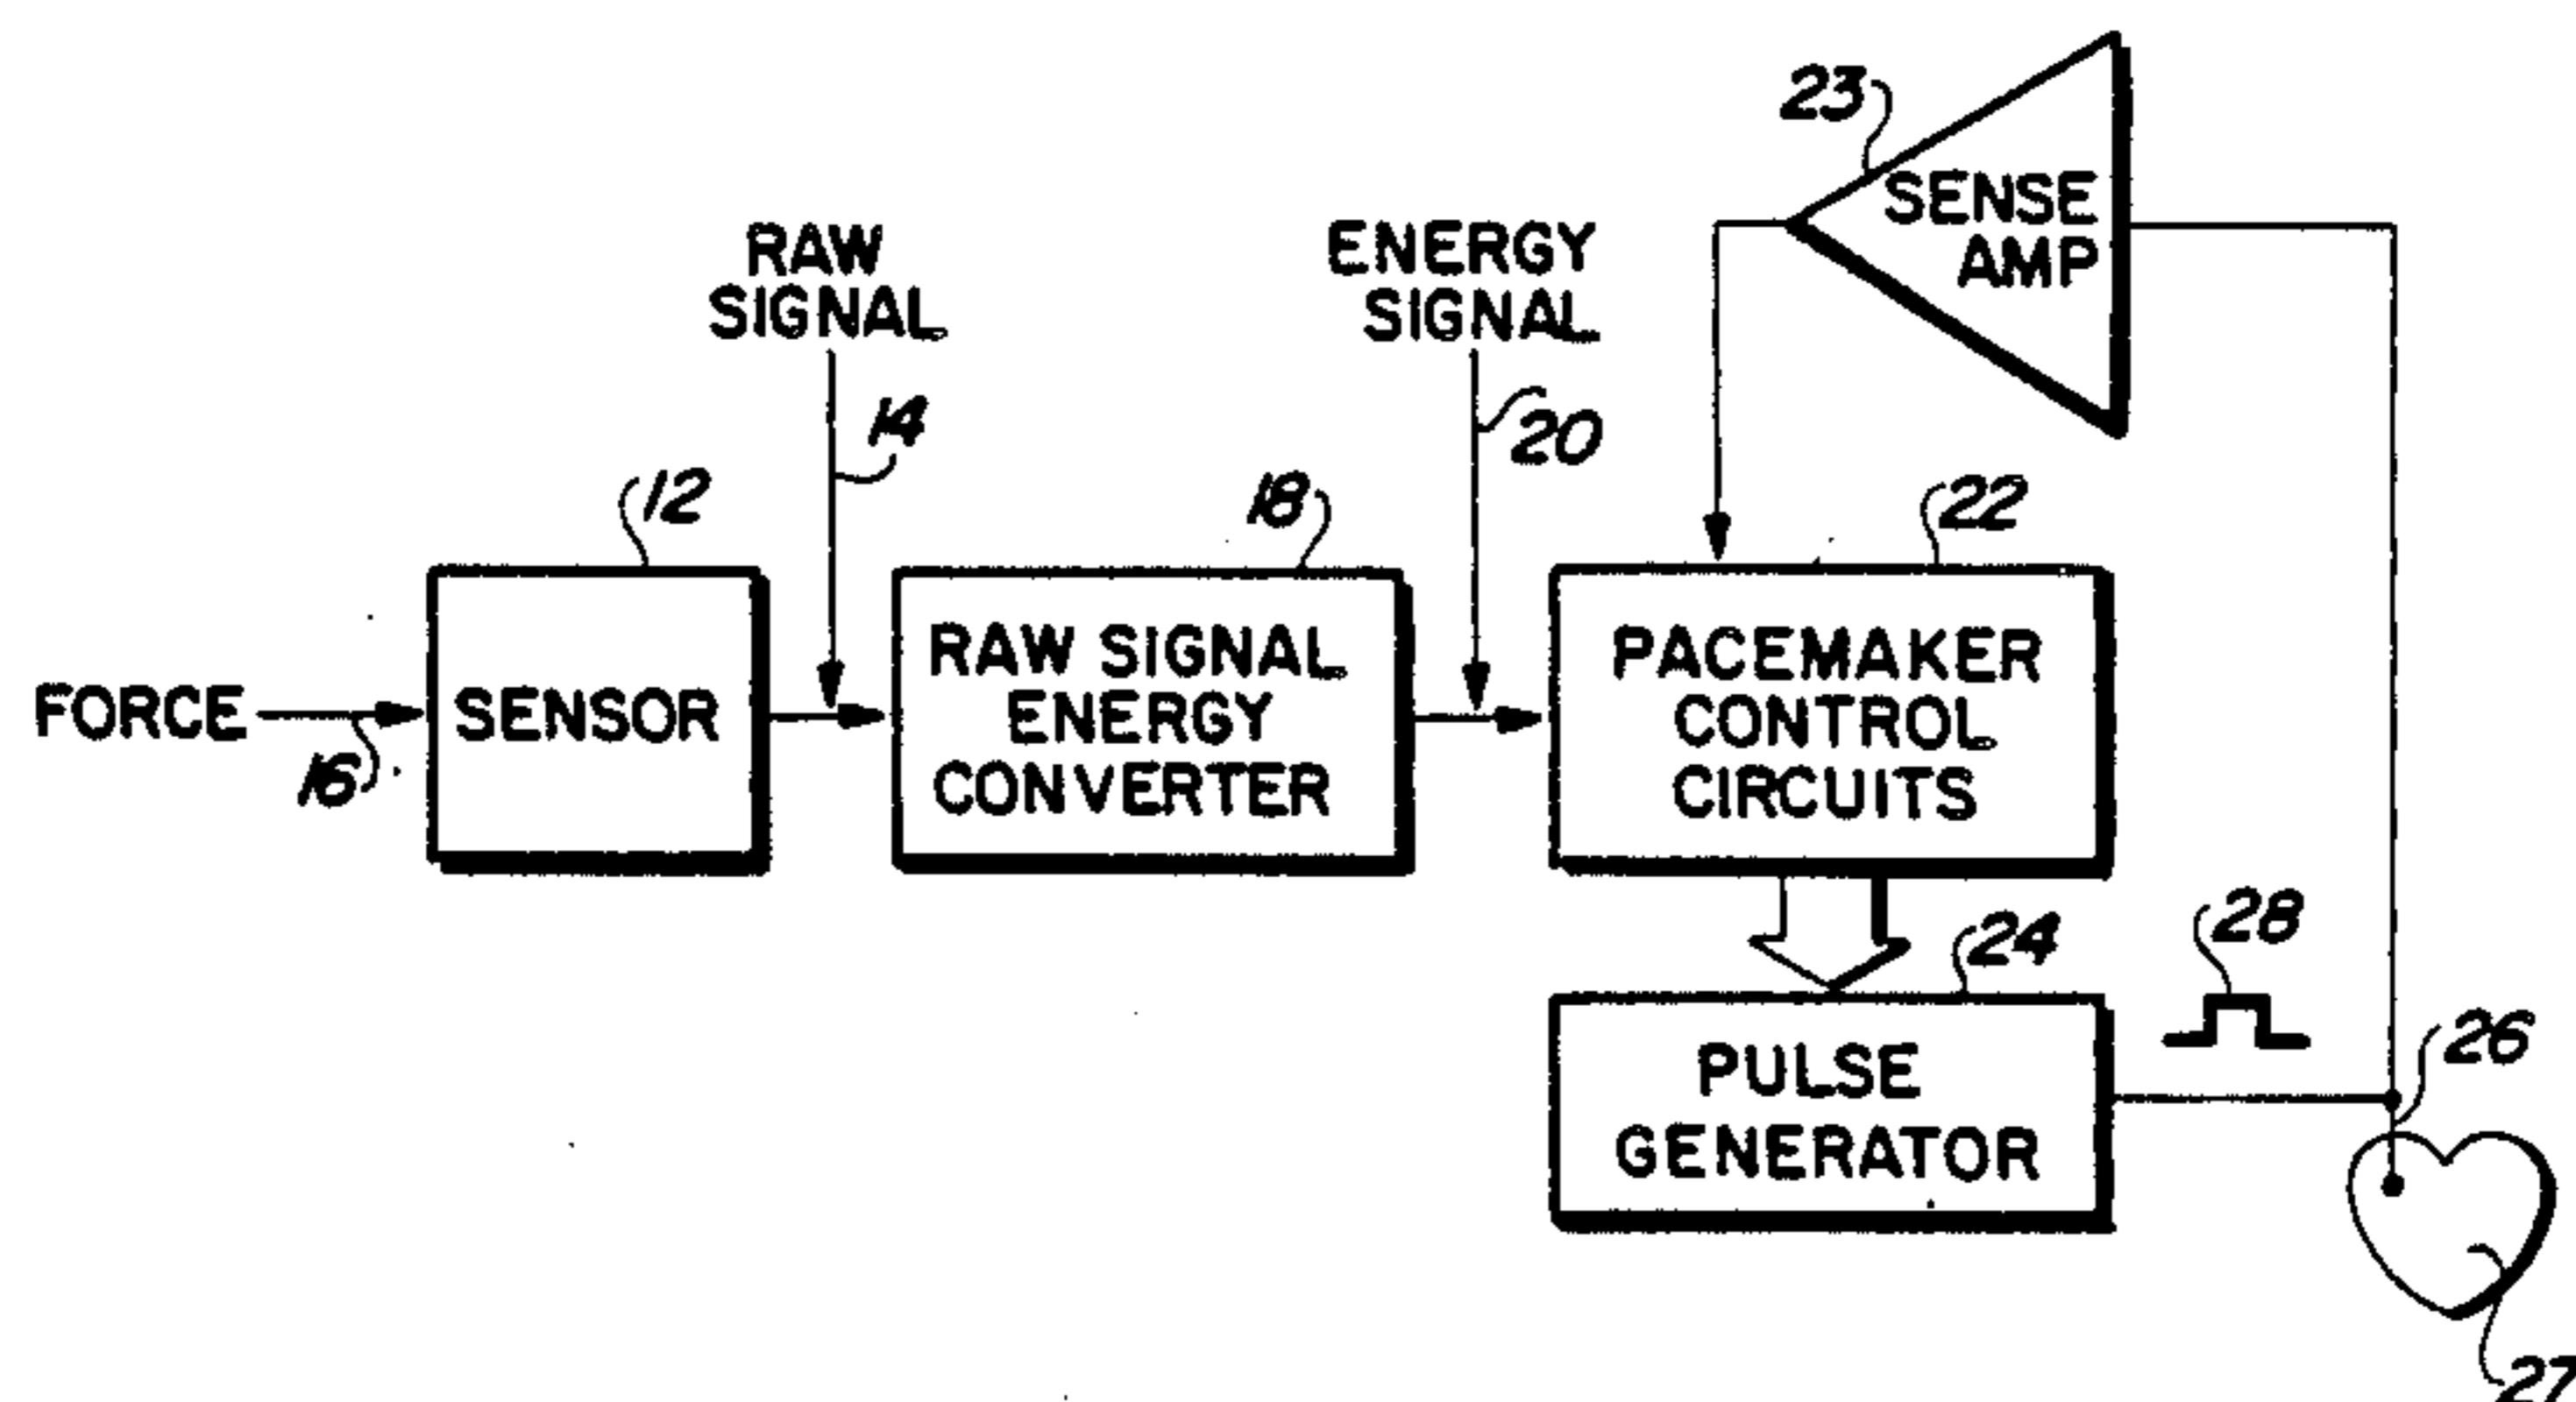 23
SENSE
AMP
RAW
SIGNAL
ENERGY
SIGNAL
14
20
12
18
22
FORCE
16
SENSOR
RAW SIGNAL
ENERGY
CONVERTER
PACEMAKER
CONTROL
CIRCUITS
24
28
26
PULSE
GENERATOR
27